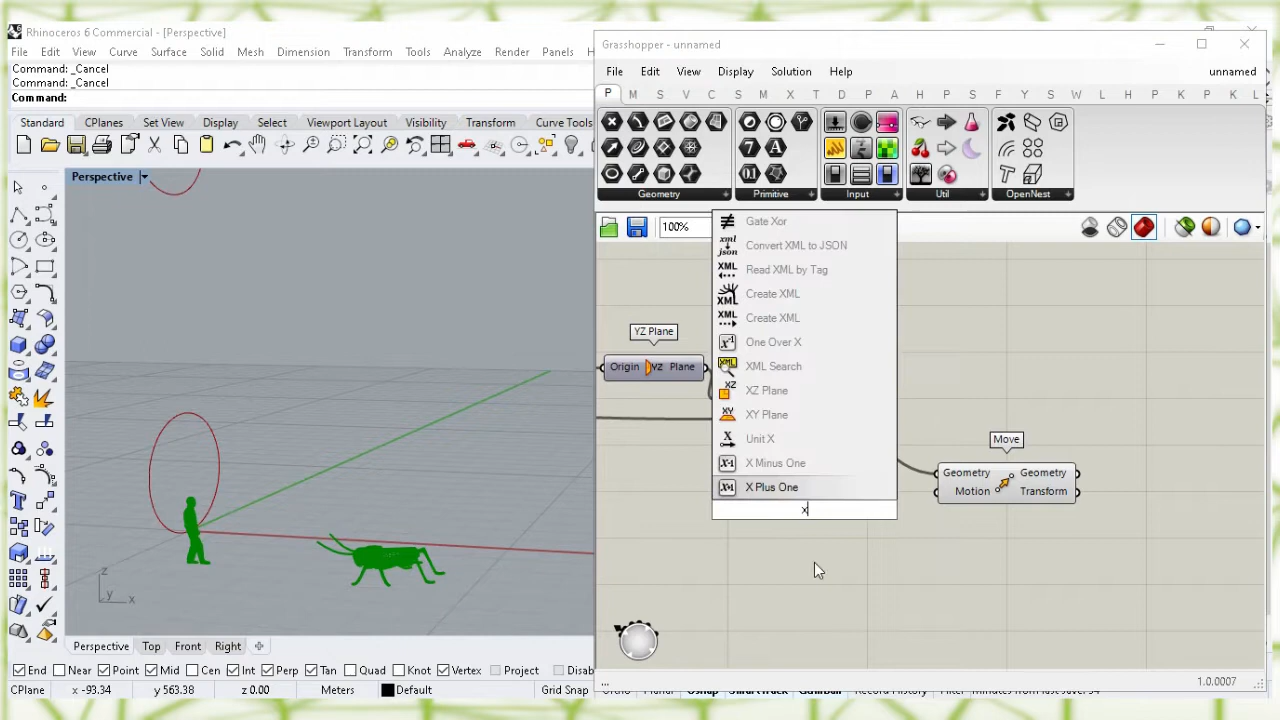 Rhinoceros 6 Commercial - [Perspective]
File Edit View Curve Surface Solid Mesh Dimension Transform Tools Analyze Render Panels
Command: _Cancel
Command: _Cancel
Command:
Standard CPlanes Set View Display Select Viewport Layout Visibility Transform Curve Tools
Perspective
z
y x
Perspective Top Front Right
End Near Point Mid Cen Int Perp Tan Quad Knot Vertex Project Disab
CPlane x -93.34 y 563.38 z 0.00 Meters Default Grid Snap
Grasshopper - unnamed
File Edit View Display Solution Help unnamed
P M S V C I S M X T D W D P A H P D S F Y S W L H P K P K L
Geometry Primitive Input Util OpenNest
100%
Gate Xor
Convert XML to JSON
Read XML by Tag
Create XML
Create XML
One Over X
XML Search
XZ Plane
XY Plane
Unit X
X Minus One
X Plus One
x
YZ Plane
Origin YZ Plane
Move
Geometry Geometry
Motion Transform
... 1.0.0007